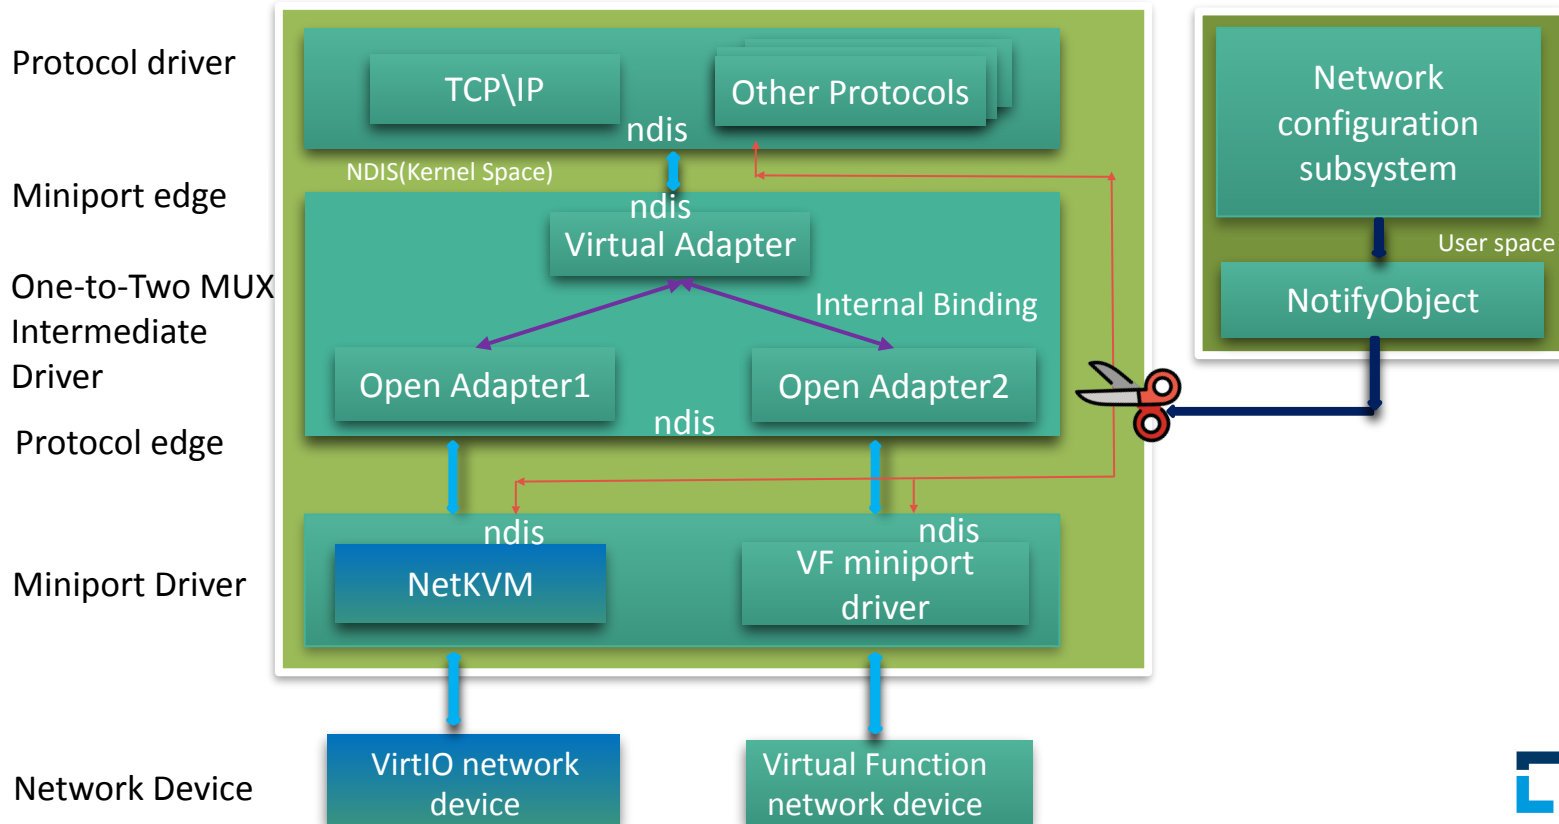 Protocol driver
TCP\IP
Other Protocols
ndis
NDIS(Kernel Space)
Miniport edge
ndis
Virtual Adapter
One-to-Two MUX
Intermediate
Driver
Internal Binding
Open Adapter1
Open Adapter2
ndis
Protocol edge
ndis
ndis
Miniport Driver
NetKVM
VF miniport
driver
Network Device
VirtIO network
device
Virtual Function
network device
Network
configuration
subsystem
User space
NotifyObject